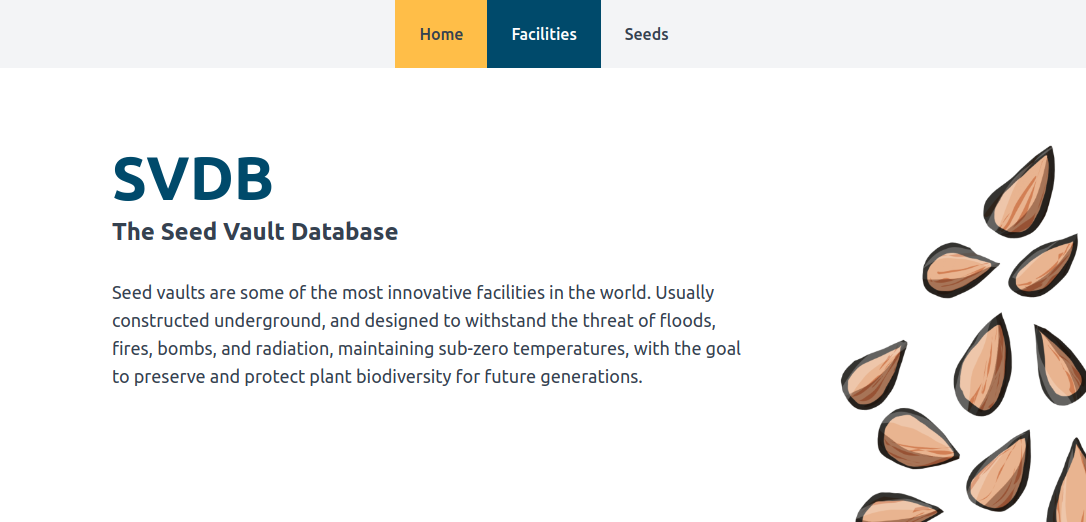 Home Facilities Seeds
SVDB
The Seed Vault Database
Seed vaults are some of the most innovative facilities in the world. Usually
constructed underground, and designed to withstand the threat of floods,
fires, bombs, and radiation, maintaining sub-zero temperatures, with the goal
to preserve and protect plant biodiversity for future generations.